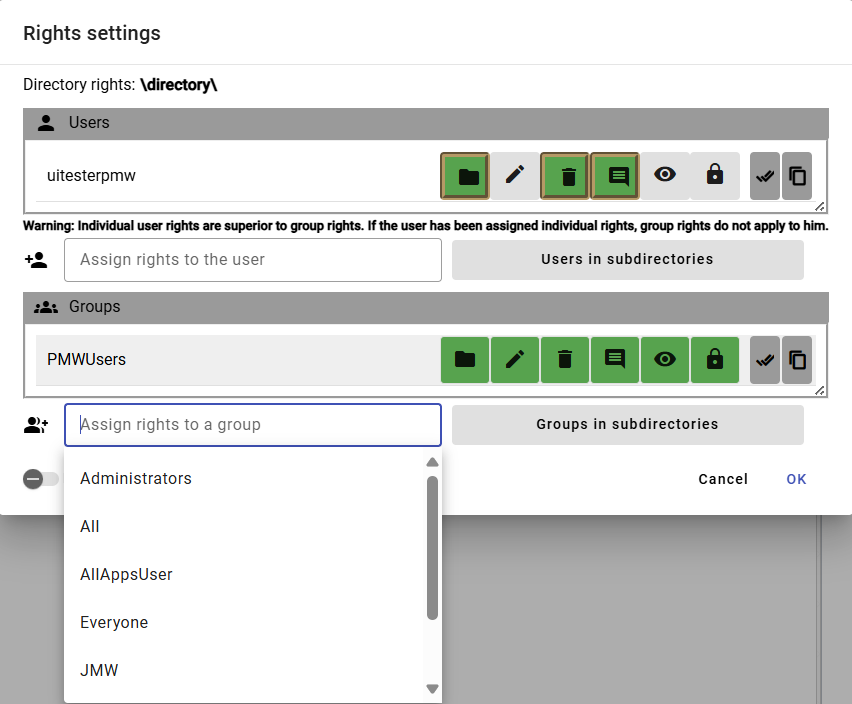 Rights settings
Directory rights: \directory\
Users
uitesterpmw
Warning: Individual user rights are superior to group rights. If the user has been assigned individual rights, group rights do not apply to him.
Assign rights to the user
Users in subdirectories
Groups
PMWUsers
Assign rights to a group
Groups in subdirectories
Administrators
Cancel
OK
All
AllAppsUser
Everyone
JMW